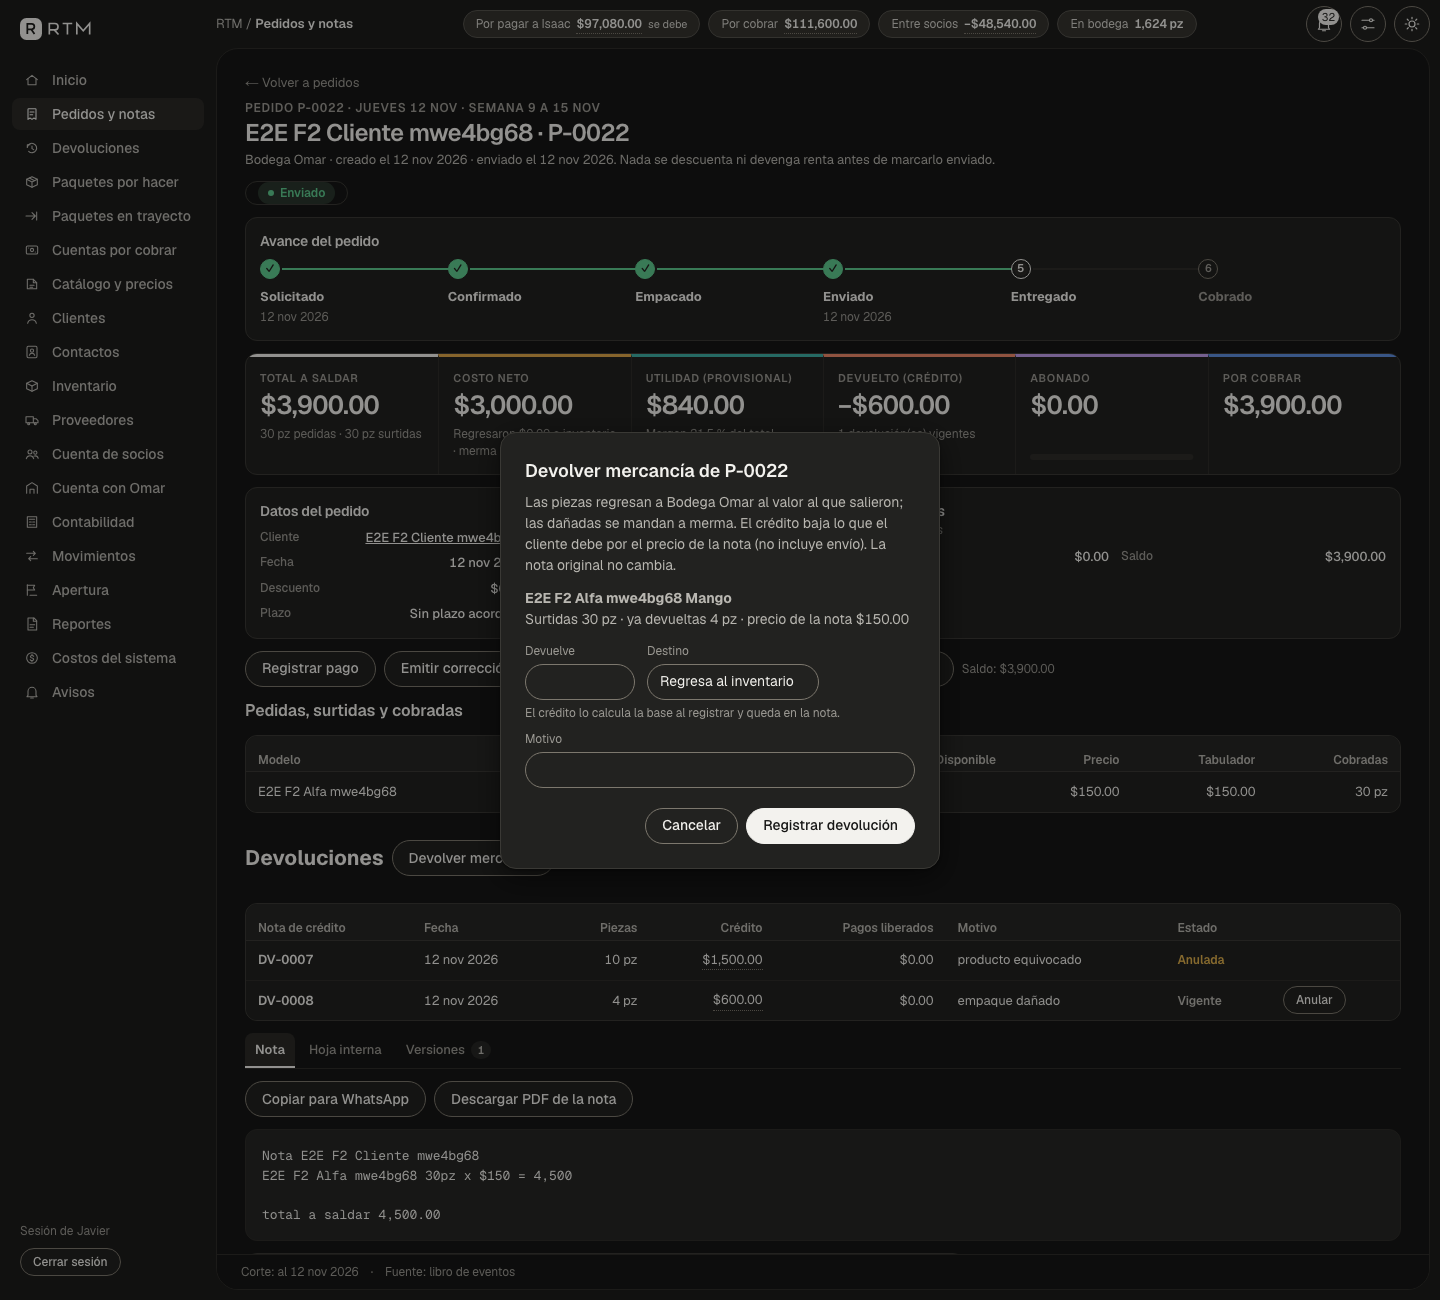 R RTM
RTM / Pedidos y notas
Por pagar a Isaac $97,080.00 se debe
Por cobrar $111,600.00
Entre socios −$48,540.00
En bodega 1,624 pz
32
Inicio
Pedidos y notas
Devoluciones
Paquetes por hacer
Paquetes en trayecto
Cuentas por cobrar
Catálogo y precios
Clientes
Contactos
Inventario
Proveedores
Cuenta de socios
Cuenta con Omar
Contabilidad
Movimientos
Apertura
Reportes
Costos del sistema
Avisos
Sesión de Javier
Cerrar sesión
← Volver a pedidos
PEDIDO P-0022 · JUEVES 12 NOV · SEMANA 9 A 15 NOV
E2E F2 Cliente mwe4bg68 · P-0022
Bodega Omar · creado el 12 nov 2026 · enviado el 12 nov 2026. Nada se descuenta ni devenga renta antes de marcarlo enviado.
Enviado
Avance del pedido
5
6
Solicitado
Confirmado
Empacado
Enviado
Entregado
Cobrado
12 nov 2026
12 nov 2026
TOTAL A SALDAR
$3,900.00
30 pz pedidas · 30 pz surtidas
COSTO NETO
$3,000.00
· merma
UTILIDAD (PROVISIONAL)
$840.00
DEVUELTO (CRÉDITO)
−$600.00
vigentes
ABONADO
$0.00
POR COBRAR
$3,900.00
Datos del pedido
Cliente E2E F2 Cliente mwe4b
Fecha 12 nov 2
Descuento $
Plazo Sin plazo acor
$0.00 Saldo $3,900.00
Registrar pago
Emitir correcci
Saldo: $3,900.00
Devolver mercancía de P-0022
Las piezas regresan a Bodega Omar al valor al que salieron;
las dañadas se mandan a merma. El crédito baja lo que el
cliente debe por el precio de la nota (no incluye envío). La
nota original no cambia.
E2E F2 Alfa mwe4bg68 Mango
Surtidas 30 pz · ya devueltas 4 pz · precio de la nota $150.00
Devuelve
Destino
Regresa al inventario
El crédito lo calcula la base al registrar y queda en la nota.
Motivo
Cancelar
Registrar devolución
Pedidas, surtidas y cobradas
Modelo Disponible Precio Tabulador Cobradas
E2E F2 Alfa mwe4bg68 $150.00 $150.00 30 pz
Devoluciones
Devolver merc
Nota de crédito Fecha Piezas Crédito Pagos liberados Motivo Estado
DV-0007 12 nov 2026 10 pz $1,500.00 $0.00 producto equivocado Anulada
DV-0008 12 nov 2026 4 pz $600.00 $0.00 empaque dañado Vigente Anular
Nota
Hoja interna
Versiones 1
Copiar para WhatsApp
Descargar PDF de la nota
Nota E2E F2 Cliente mwe4bg68
E2E F2 Alfa mwe4bg68 30pz x $150 = 4,500
total a saldar 4,500.00
Corte: al 12 nov 2026 · Fuente: libro de eventos